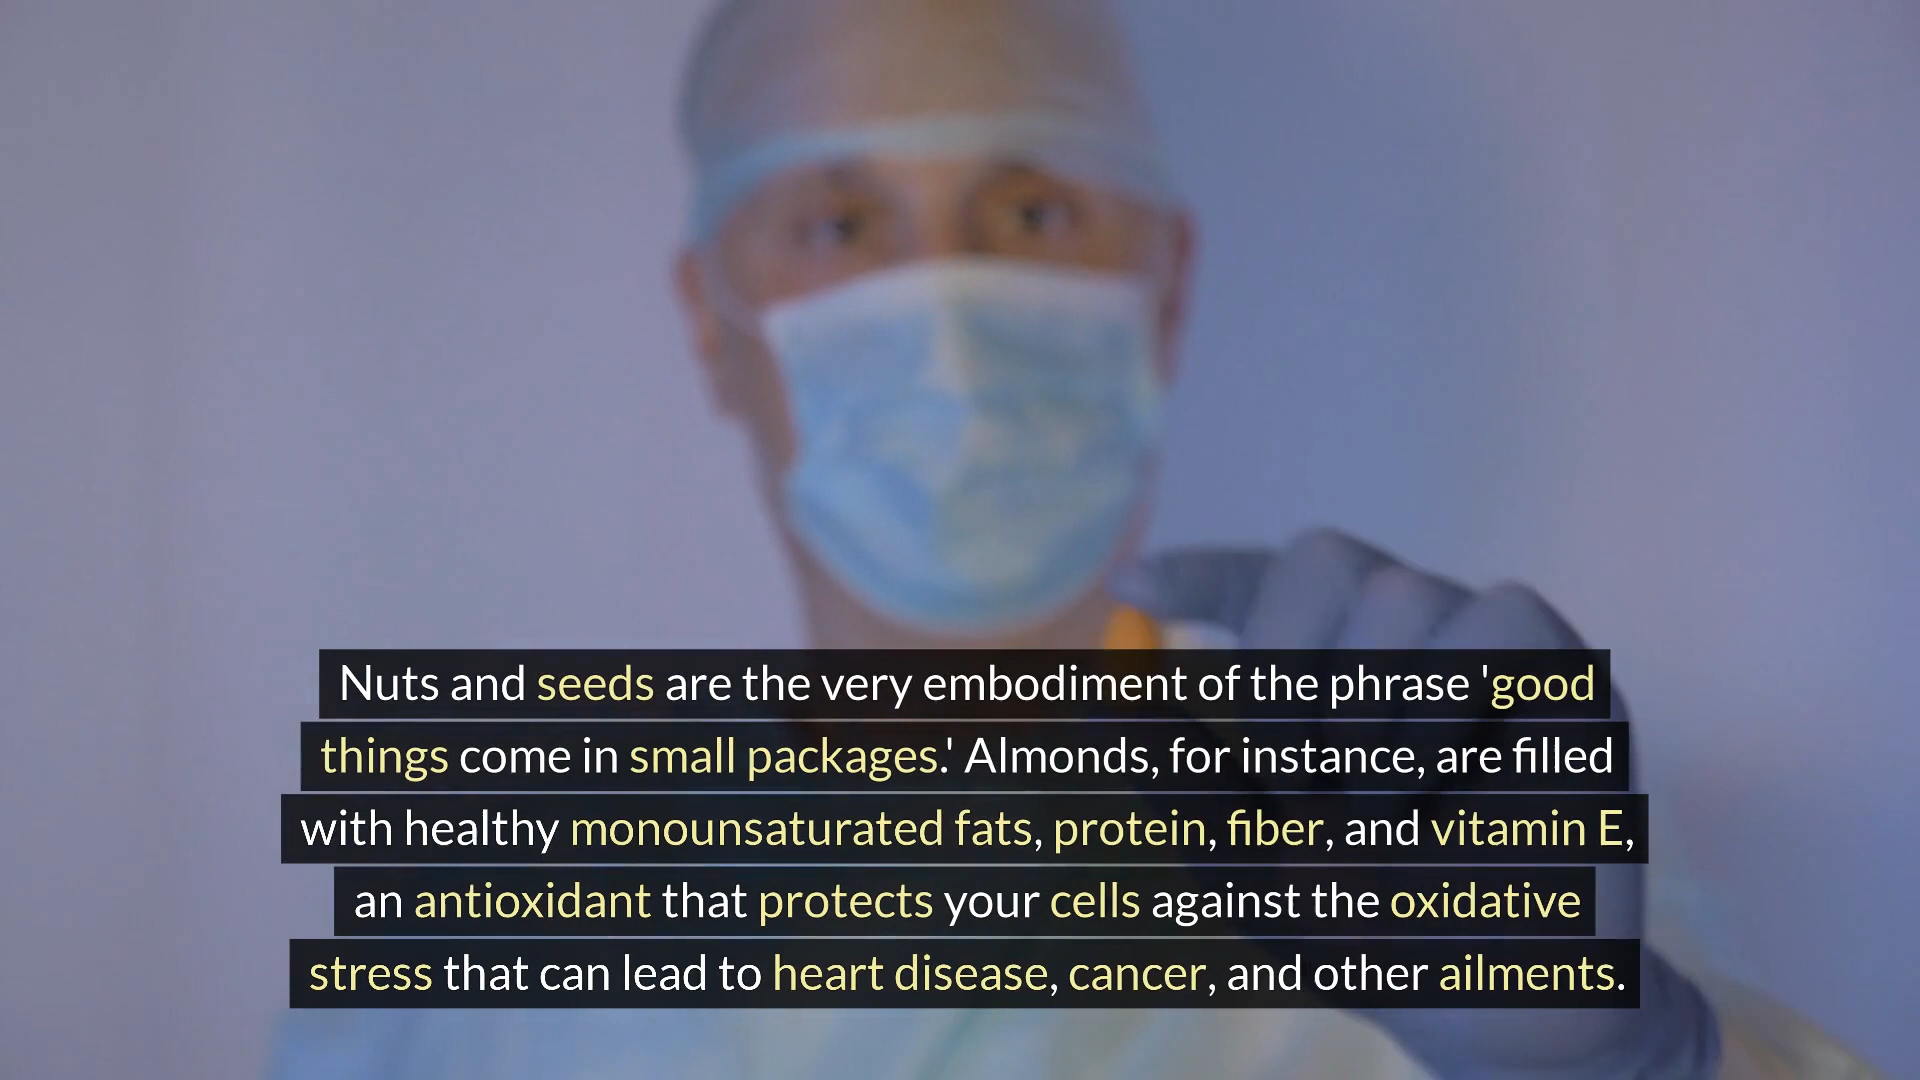 Nuts and seeds are the very embodiment of the phrase 'good
things come in small packages.' Almonds, for instance, are filled
with healthy monounsaturated fats, protein, fiber, and vitamin E,
an antioxidant that protects your cells against the oxidative
stress that can lead to heart disease, cancer, and other ailments.